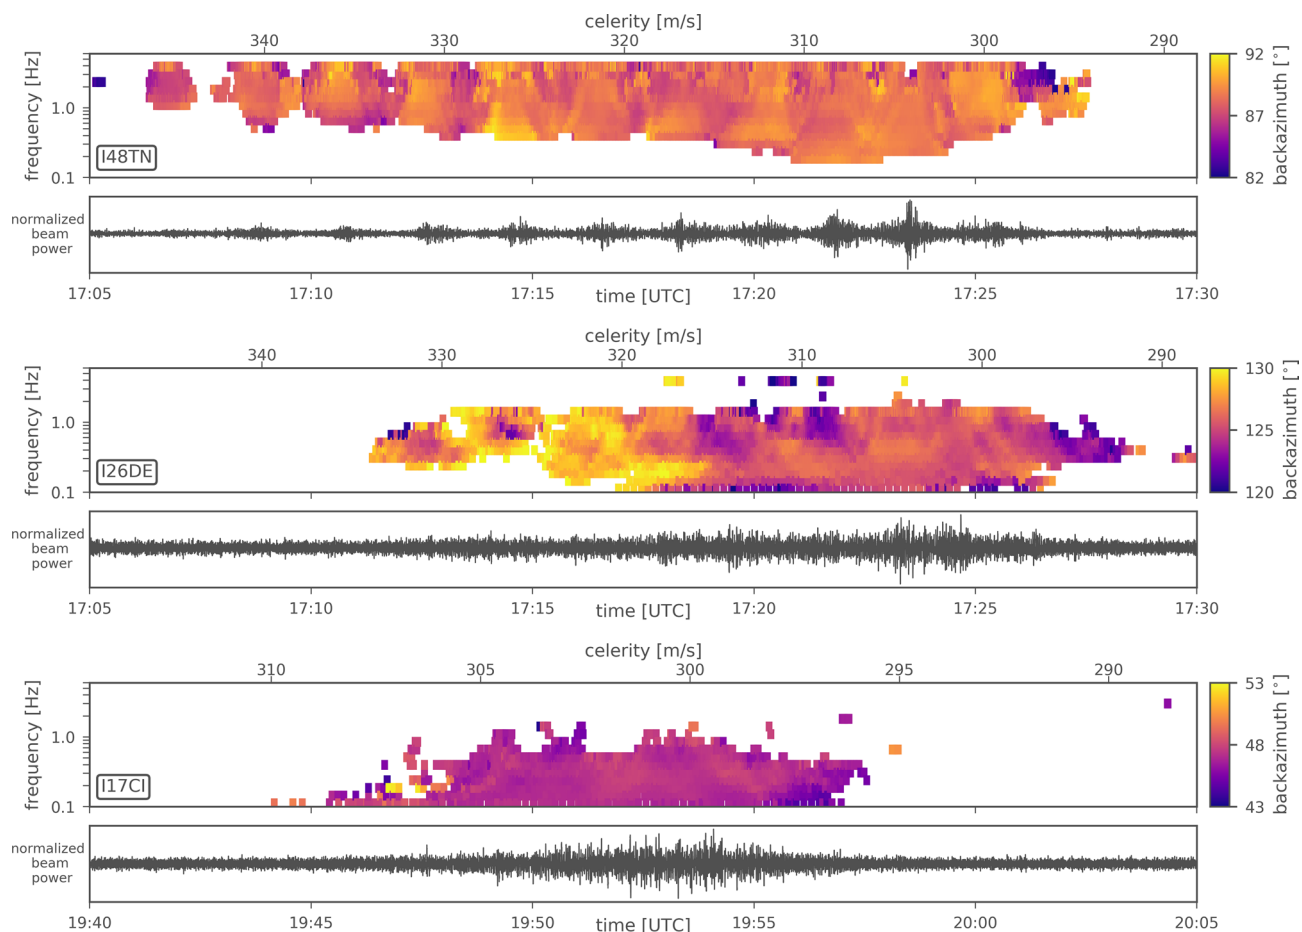 celerity [m/s]
340 330 320 310 300 290
frequency [Hz]
1.0
0.1
I48TN
92
87
82
backazimuth [°]
normalized
beam
power
17:05 17:10 17:15 17:20 17:25 17:30
time [UTC]
celerity [m/s]
340 330 320 310 300 290
frequency [Hz]
1.0
0.1
I26DE
130
125
120
backazimuth [°]
normalized
beam
power
17:05 17:10 17:15 17:20 17:25 17:30
time [UTC]
celerity [m/s]
310 305 300 295 290
frequency [Hz]
1.0
0.1
I17CI
53
48
43
backazimuth [°]
normalized
beam
power
19:40 19:45 19:50 19:55 20:00 20:05
time [UTC]